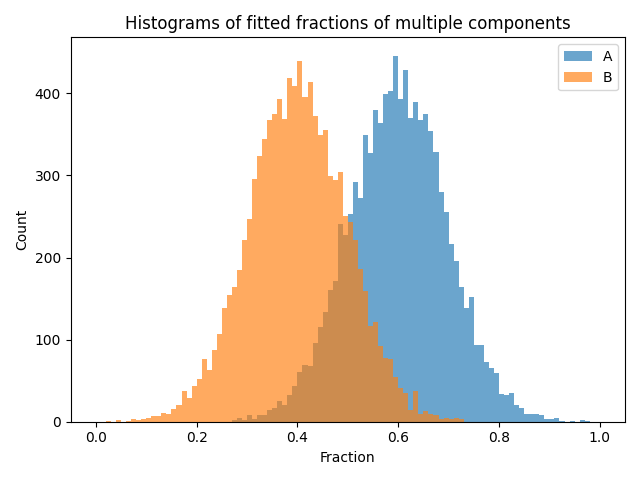 Histograms of fitted fractions of multiple components
A
B
400
300
200
100
0
Count
0.0 0.2 0.4 0.6 0.8 1.0
Fraction